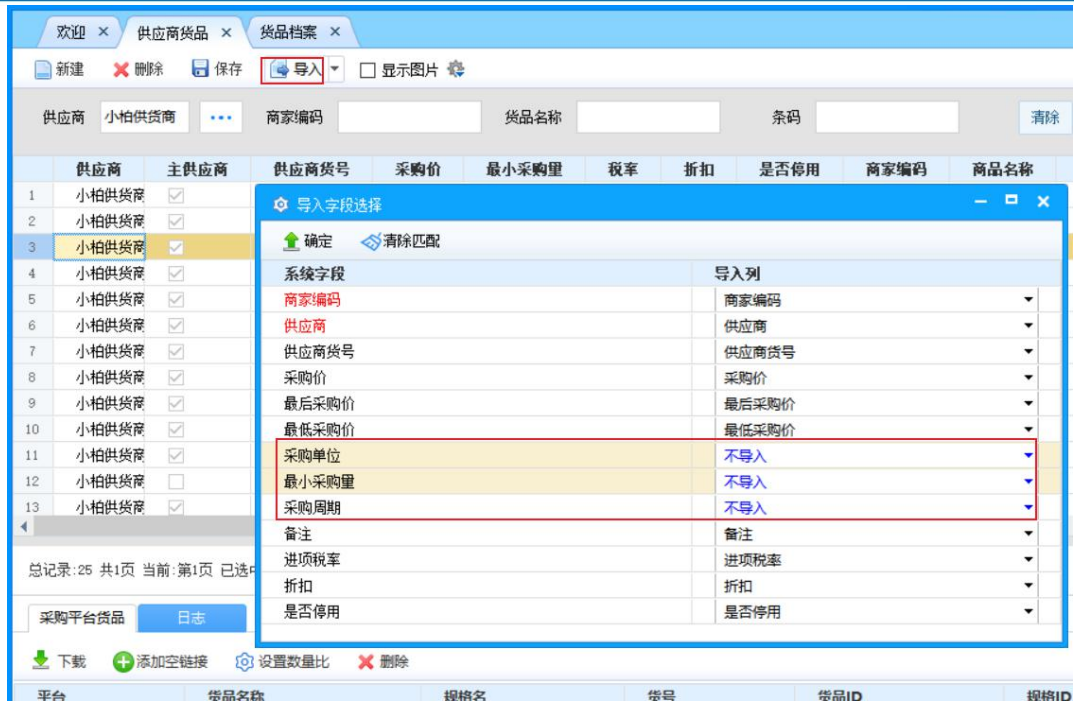 欢迎 × 供应商货品 × 货品档案 ×
新建 删除 保存 导入 显示图片
供应商 小柏供货商 ... 商家编码 货品名称 条码 清除
供应商 主供应商 供应商货号 采购价 最小采购量 税率 折扣 是否停用 商家编码 商品名称
1 小柏供货商
2 小柏供货商
3 小柏供货商
4 小柏供货商
5 小柏供货商
6 小柏供货商
7 小柏供货商
8 小柏供货商
9 小柏供货商
10 小柏供货商
11 小柏供货商
12 小柏供货商
13 小柏供货商
导入字段选择
确定 清除匹配
系统字段 导入列
商家编码 商家编码
供应商 供应商
供应商货号 供应商货号
采购价 采购价
最后采购价 最后采购价
最低采购价 最低采购价
采购单位 不导入
最小采购量 不导入
采购周期 不导入
备注 备注
进项税率 进项税率
折扣 折扣
是否停用 是否停用
总记录:25 共1页 当前:第1页 已选
采购平台货品 日志
下载 添加空链接 设置数量比 删除
平台 货品名称 规格名 货号 货品ID 规格ID